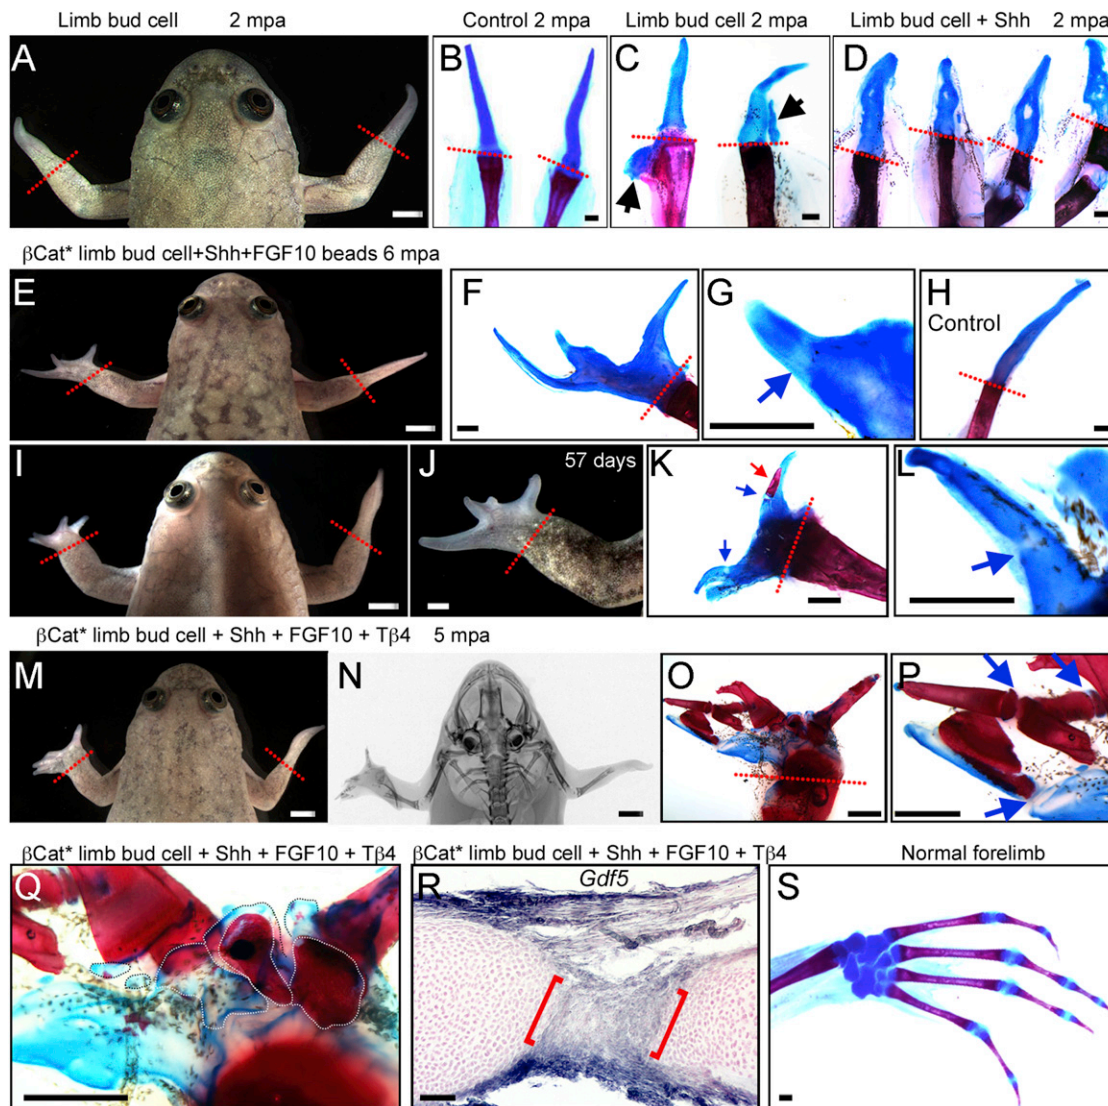 Limb bud cell 2 mpa Control 2 mpa Limb bud cell 2 mpa Limb bud cell + Shh 2 mpa
A B C D
βCat* limb bud cell+Shh+FGF10 beads 6 mpa
E F G H
Control
I J 57 days K L
βCat* limb bud cell + Shh + FGF10 + Tβ4 5 mpa
M N O P
βCat* limb bud cell + Shh + FGF10 + Tβ4 βCat* limb bud cell + Shh + FGF10 + Tβ4 Normal forelimb
Q R Gdf5 S